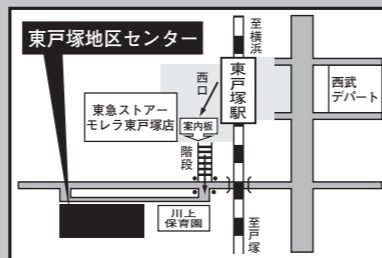 東戸塚地区センター
至横浜
西口
東戸塚駅
西武
デパート
東急ストアー
モレラ東戸塚店
案内板
階段
川上
保育園
至戸塚